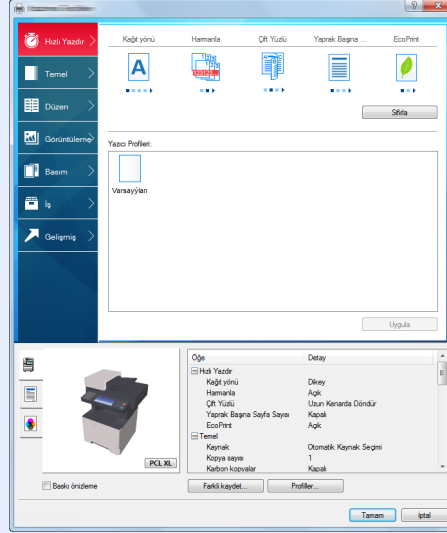 Hızlı Yazdır
Temel
Düzen
Görüntüleme
Basım
İş
Gelişmiş
Kağıt yönü
Harmanla
Çift Yüzlü
Yaprak Başına ...
EcoPrint
A
123123...
Sıfırla
Yazıcı Profilleri:
Varsayýlan
Uygula
Öğe Detay
Hızlı Yazdır
Kağıt yönü Dikey
Harmanla Açık
Çift Yüzlü Uzun Kenarda Döndür
Yaprak Başına Sayfa Sayısı Kapalı
EcoPrint Açık
Temel
Kaynak Otomatik Kaynak Seçimi
Kopya sayısı 1
Karbon kopyalar Kapalı
PCL XL
Baskı önizleme
Farklı kaydet...
Profiller...
Tamam
İptal